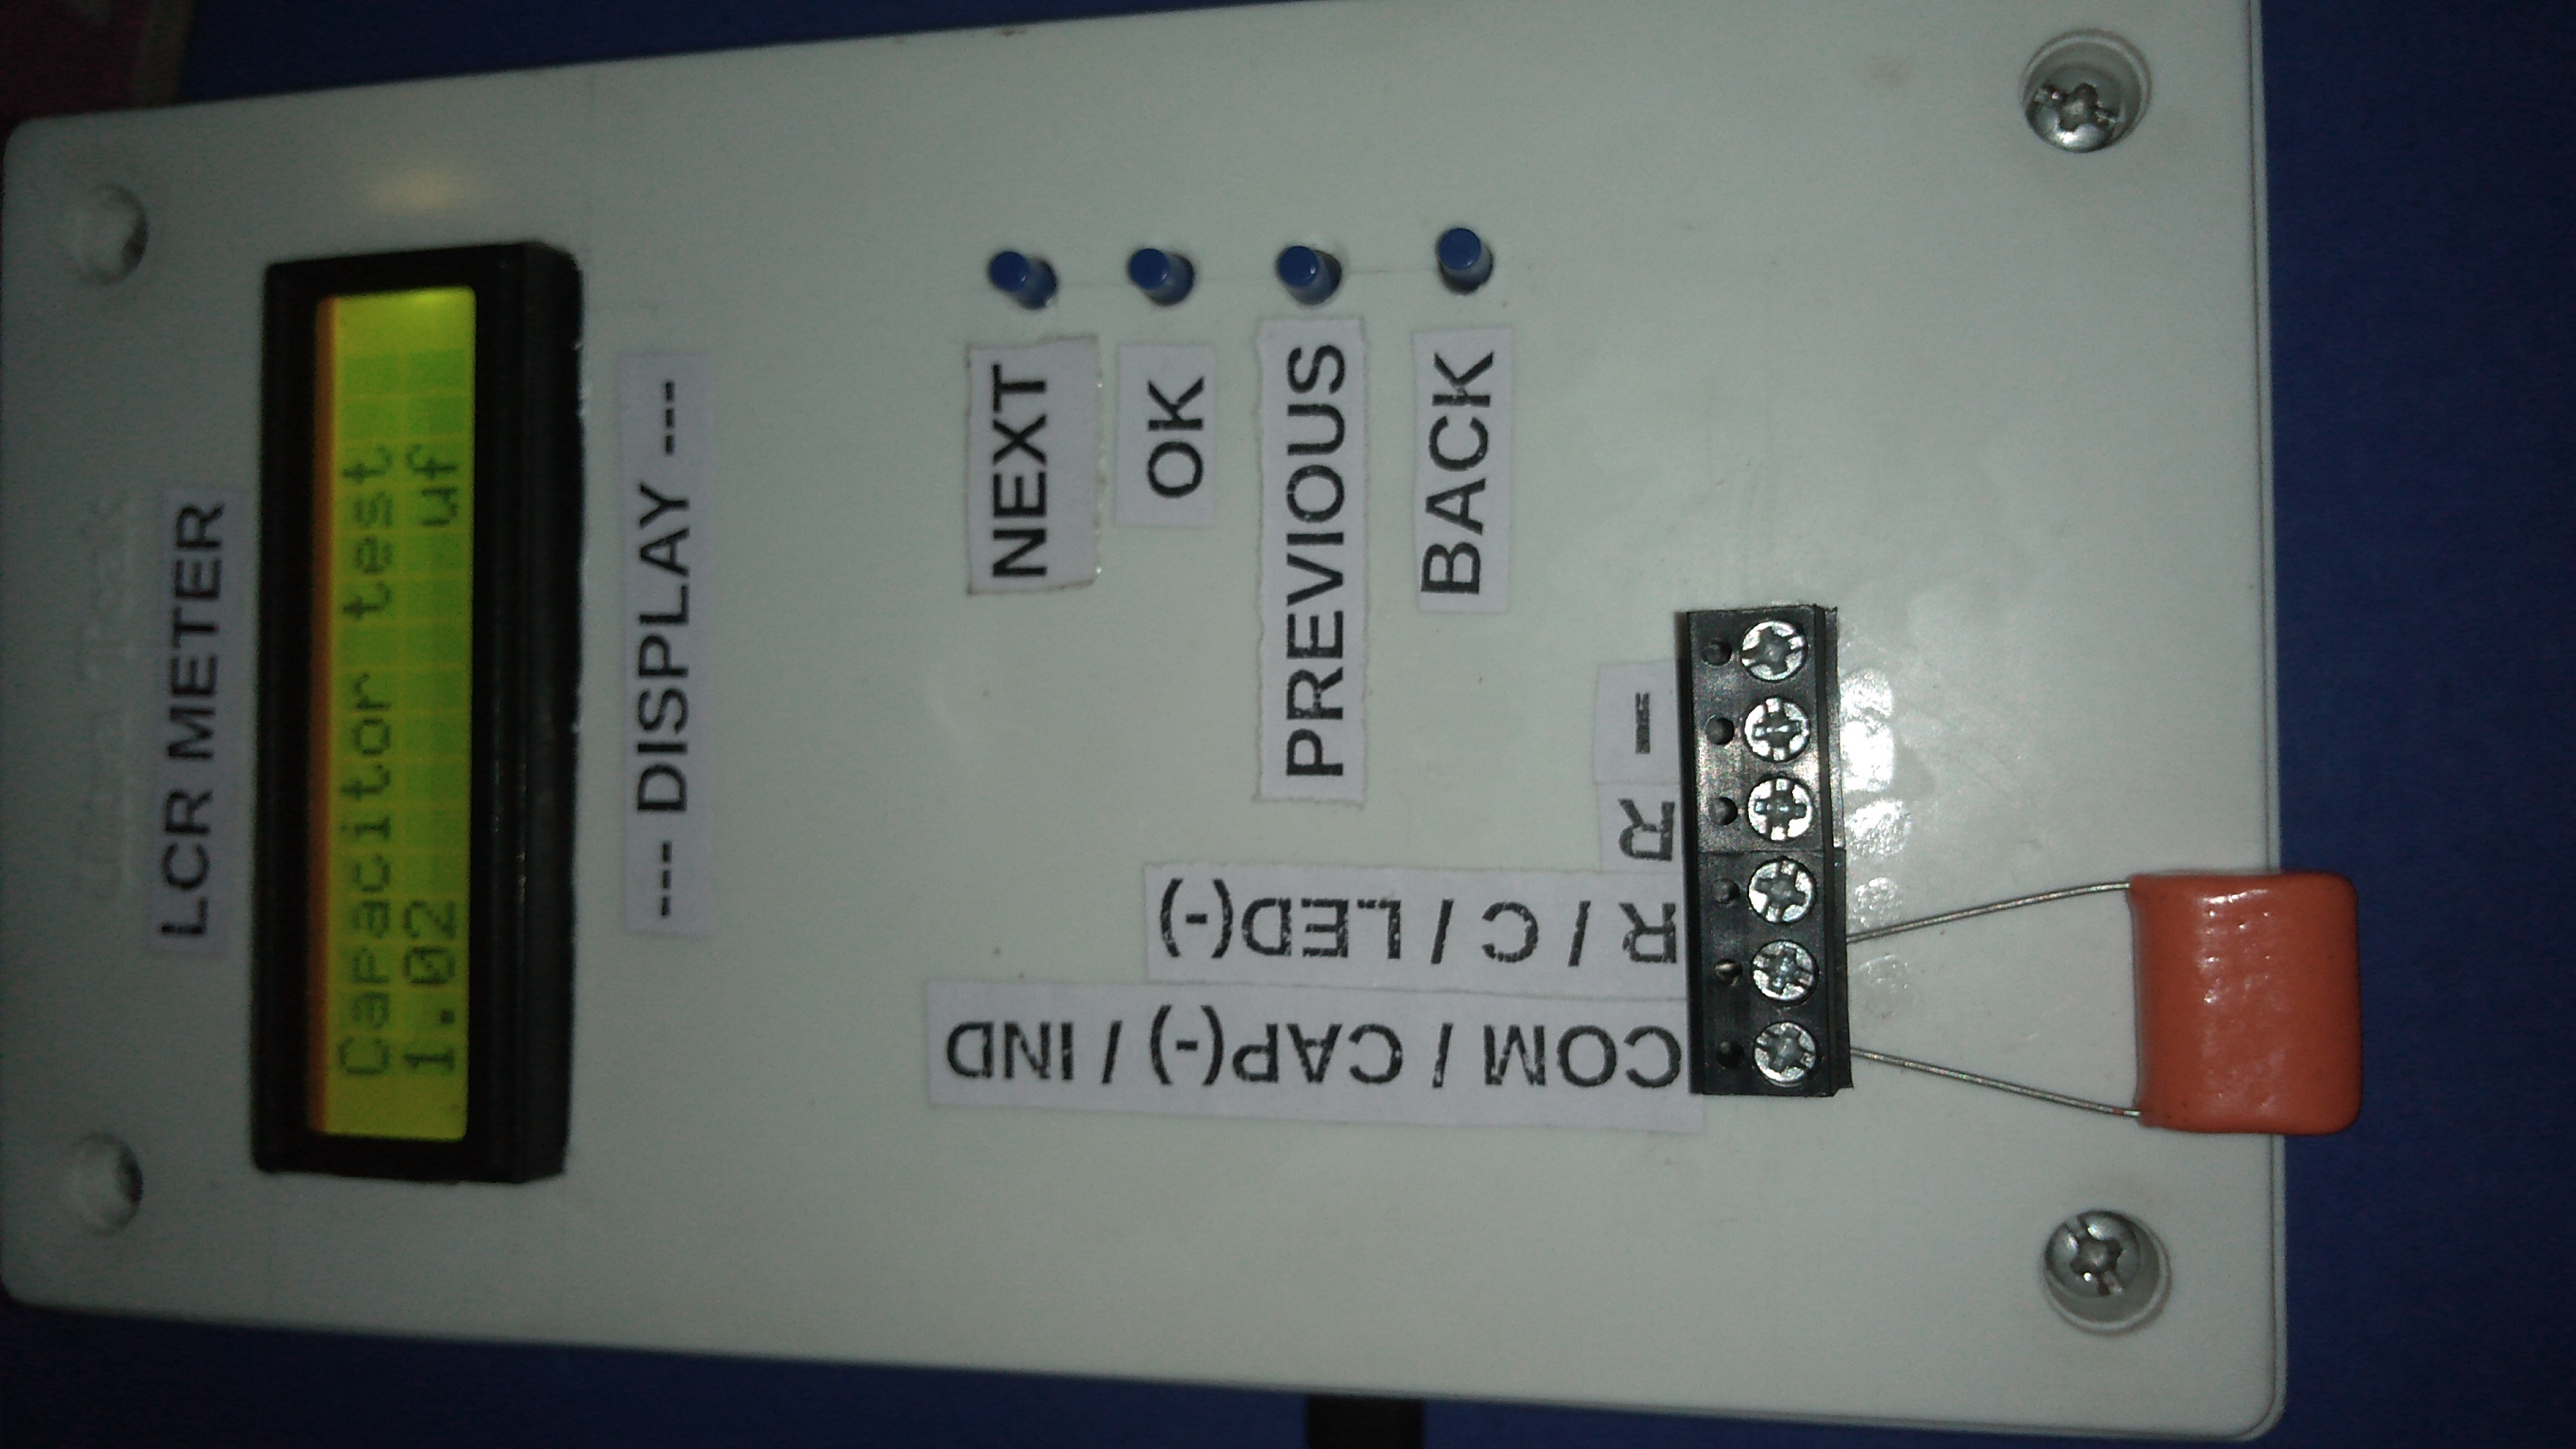 LCR METER
Capacitor test
1.02 uf
--- DISPLAY ---
COM / CAP(-) / IND
R / C / LED(-)
R
I
NEXT
OK
PREVIOUS
BACK